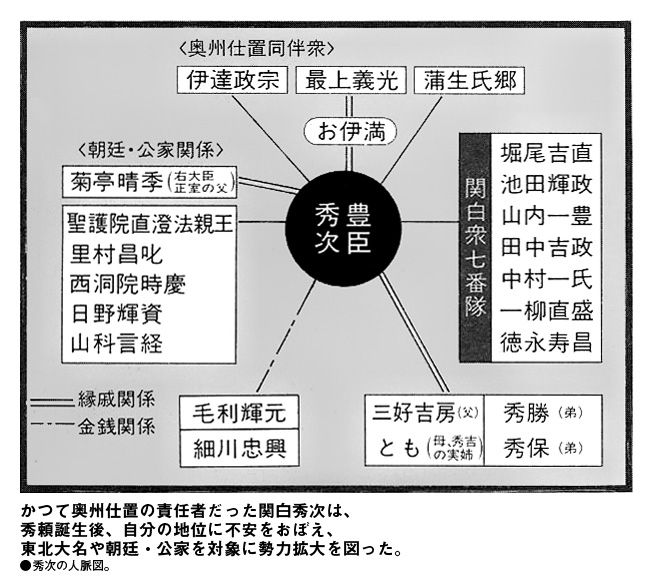 〈奥州仕置同伴衆〉
伊達政宗
最上義光
蒲生氏郷
お伊満
〈朝廷・公家関係〉
菊亭晴季(右大臣
正室の父)
聖護院直澄法親王
里村昌叱
西洞院時慶
日野輝資
山科言経
豊臣
秀次
関白衆七番隊
堀尾吉直
池田輝政
山内一豊
田中吉政
中村一氏
一柳直盛
徳永寿昌
縁戚関係
金銭関係
毛利輝元
細川忠興
三好吉房(父)
とも(母、秀吉
の実姉)
秀勝(弟)
秀保(弟)
かつて奥州仕置の責任者だった関白秀次は、
秀頼誕生後、自分の地位に不安をおぼえ、
東北大名や朝廷・公家を対象に勢力拡大を図った。
●秀次の人脈図。